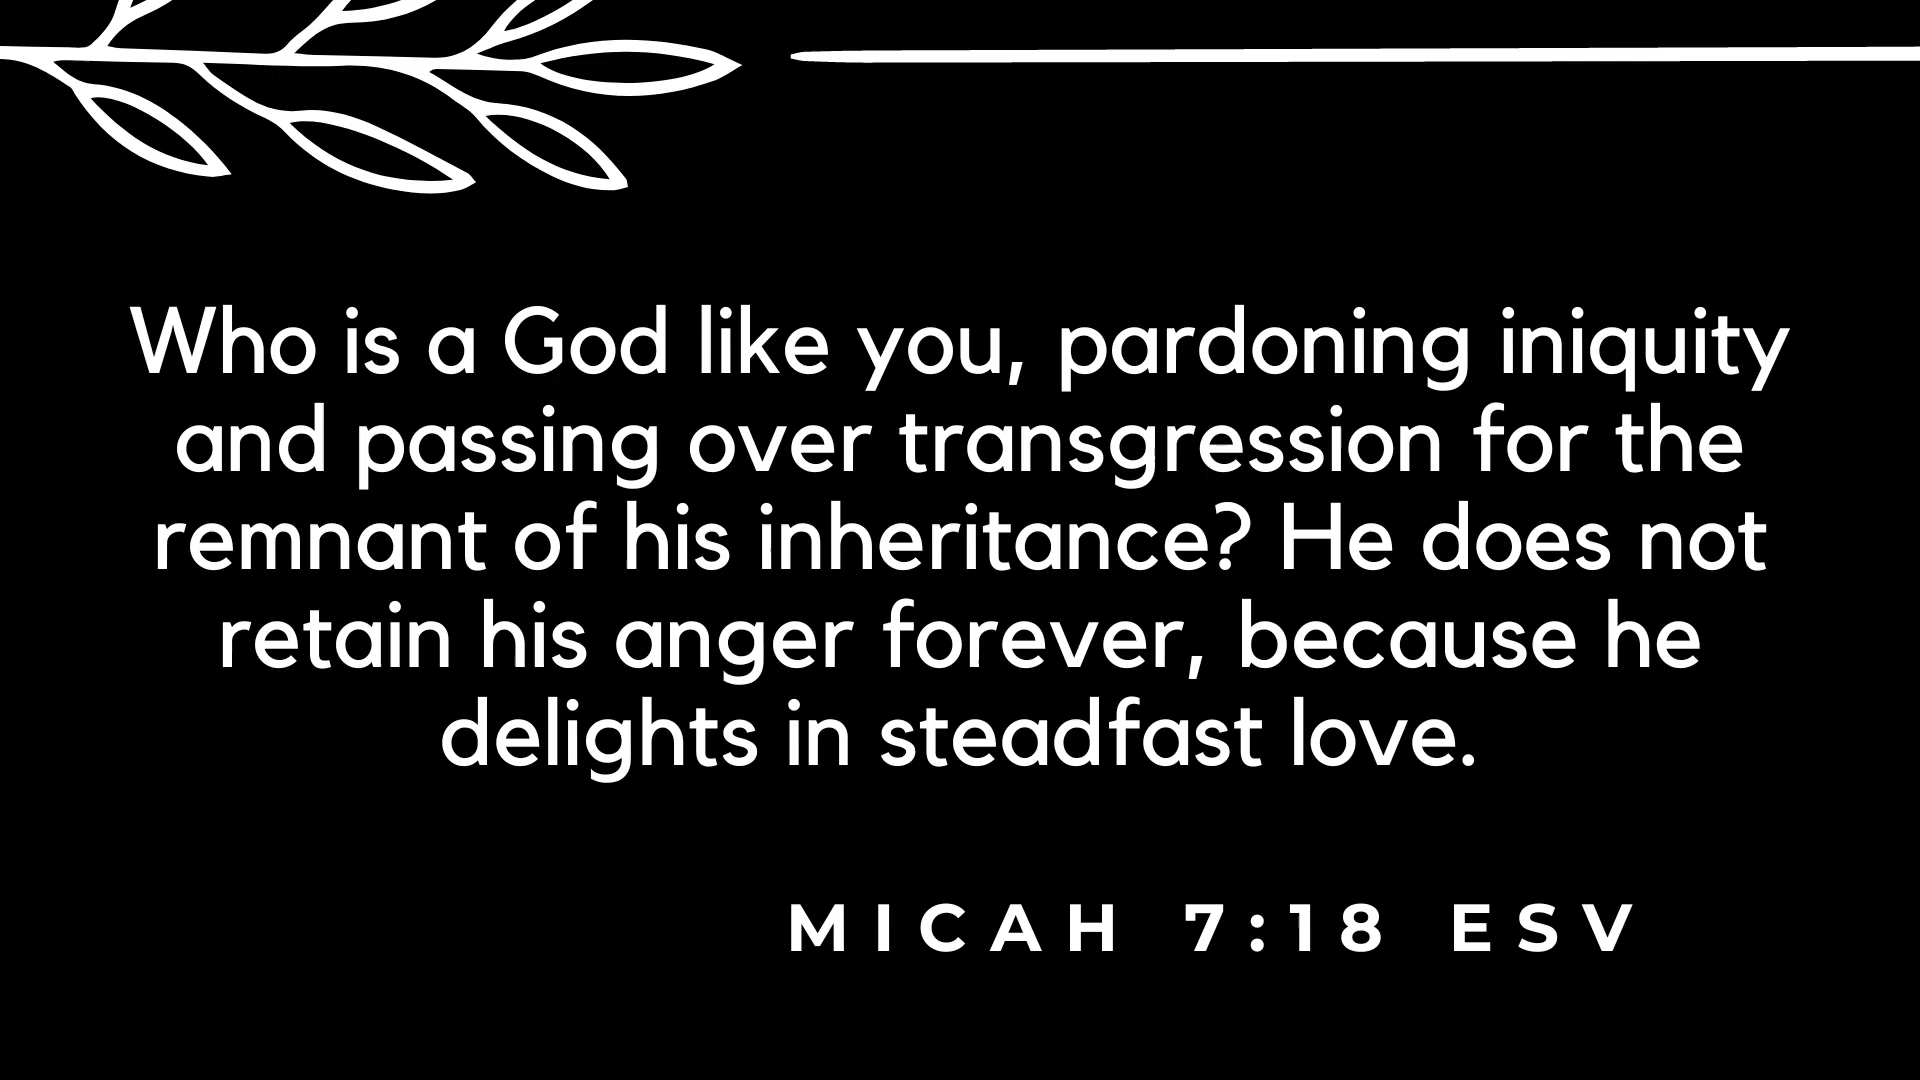 Who is a God like you, pardoning iniquity
and passing over transgression for the
remnant of his inheritance? He does not
retain his anger forever, because he
delights in steadfast love.
MICAH 7:18 ESV